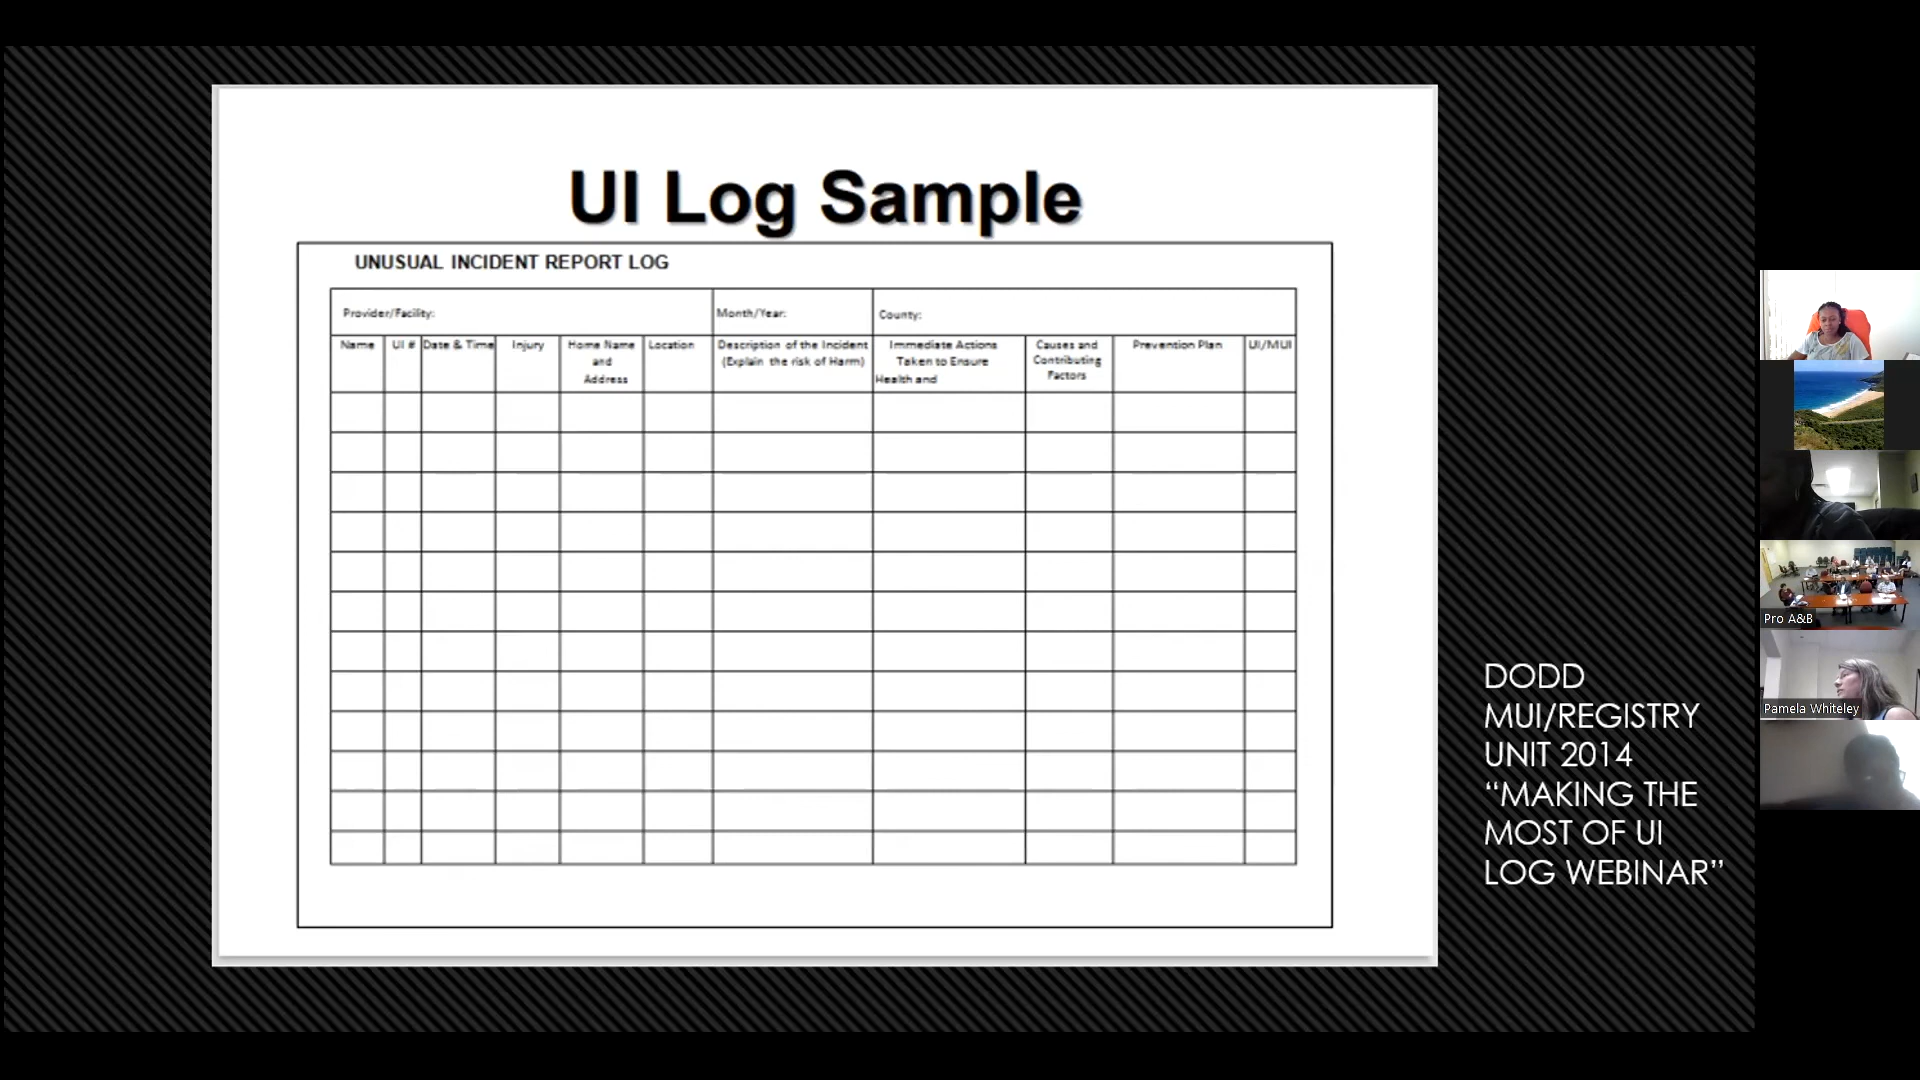 UI Log Sample
UNUSUAL INCIDENT REPORT LOG
Provider/Facility:
Month/Year:
County:
Name
UI #
Date & Time
Injury
Home Name
and
Address
Location
Description of the Incident
(Explain the risk of Harm)
Immediate Actions
Taken to Ensure
Health and
Causes and
Contributing
Factors
Prevention Plan
UI/MUI
DODD
MUI/REGISTRY
UNIT 2014
“MAKING THE
MOST OF UI
LOG WEBINAR”
Pro A&B
Pamela Whiteley